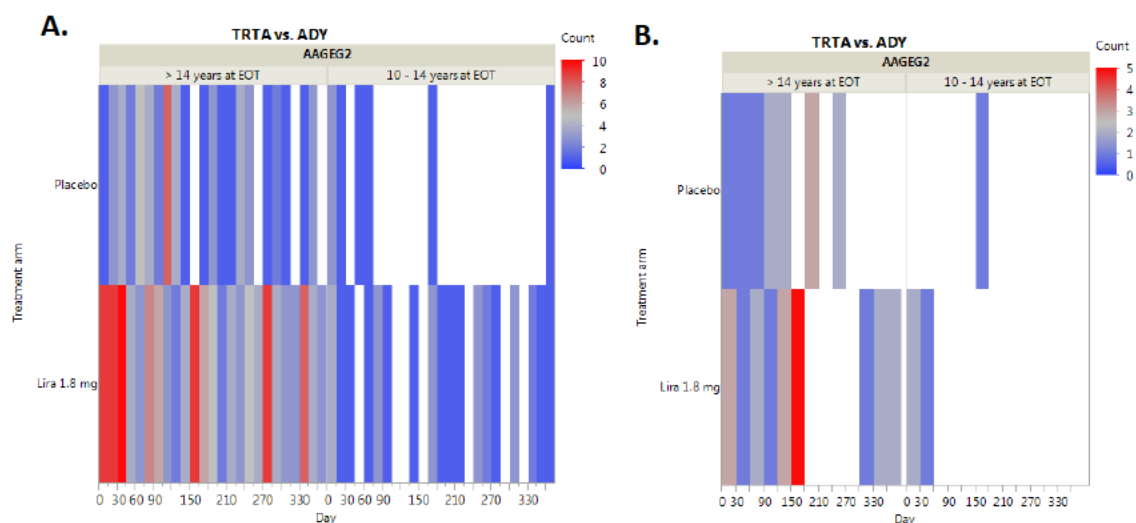 A.
TRTA vs. ADY
AAGEG2
> 14 years at EOT
10 - 14 years at EOT
Count
10
8
6
4
2
0
Treatment arm
Placebo
Lira 1.8 mg
0 30 60 90 150 210 270 330 0 30 60 90 150 210 270 330
Day
B.
TRTA vs. ADY
AAGEG2
> 14 years at EOT
10 - 14 years at EOT
Count
5
4
3
2
1
0
Treatment arm
Placebo
Lira 1.8 mg
0 30 90 150 210 270 330 0 30 90 150 210 270 330
Day